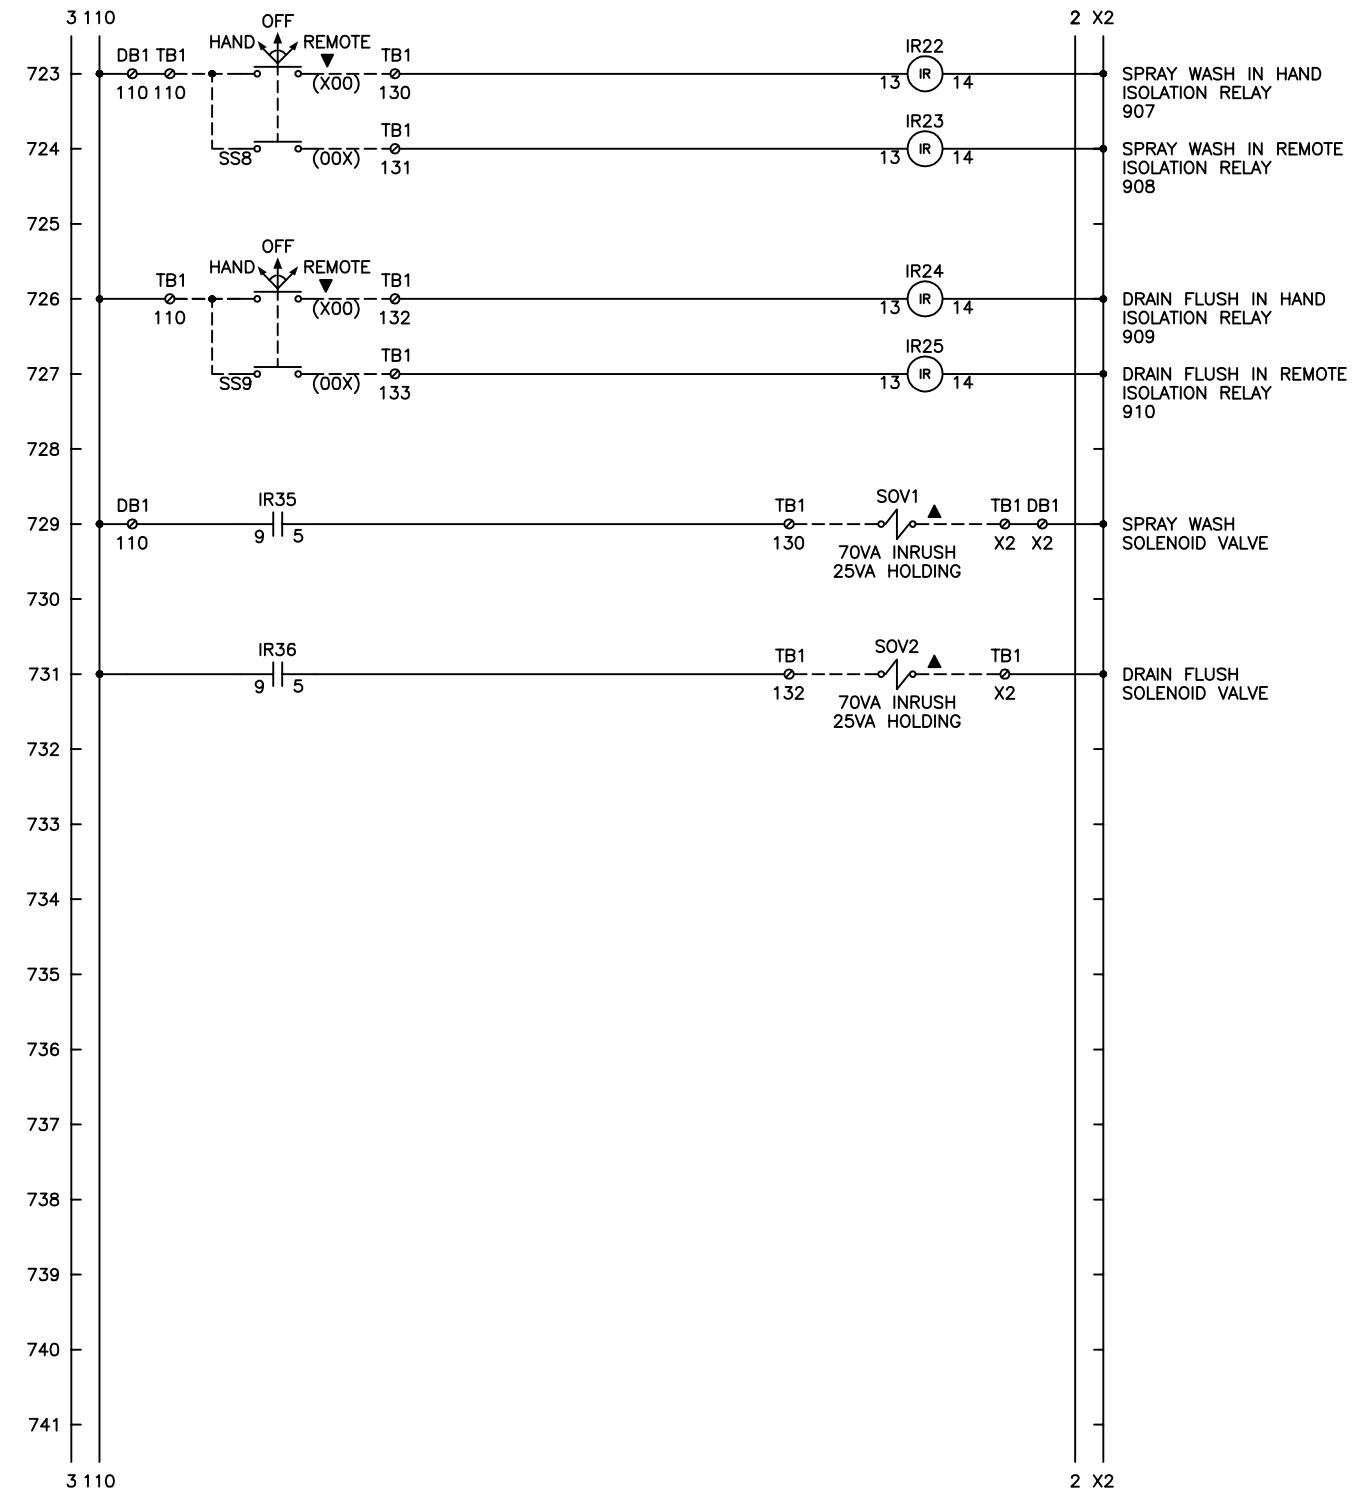 3 110
2 X2
OFF
HAND REMOTE
DB1 TB1
TB1
IR22
723
(X00)
13 IR 14
SPRAY WASH IN HAND
110 110
130
ISOLATION RELAY
907
TB1
IR23
724
SS8
(00X)
13 IR 14
SPRAY WASH IN REMOTE
131
ISOLATION RELAY
908
725
OFF
HAND REMOTE
TB1
TB1
IR24
726
(X00)
13 IR 14
DRAIN FLUSH IN HAND
110
132
ISOLATION RELAY
909
TB1
IR25
727
SS9
(00X)
13 IR 14
DRAIN FLUSH IN REMOTE
133
ISOLATION RELAY
910
728
DB1
IR35
TB1
SOV1
TB1 DB1
729
9 5
SPRAY WASH
110
130
X2 X2
SOLENOID VALVE
70VA INRUSH
25VA HOLDING
730
IR36
TB1
SOV2
TB1
731
9 5
DRAIN FLUSH
132
X2
SOLENOID VALVE
70VA INRUSH
25VA HOLDING
732
733
734
735
736
737
738
739
740
741
3 110
2 X2